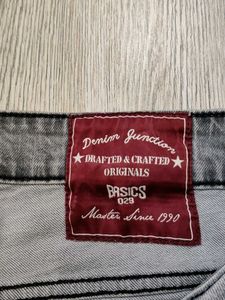 Denim Junction
★ DRAFTED & CRAFTED ★
ORIGINALS
BASICS
029
Master Since 1990